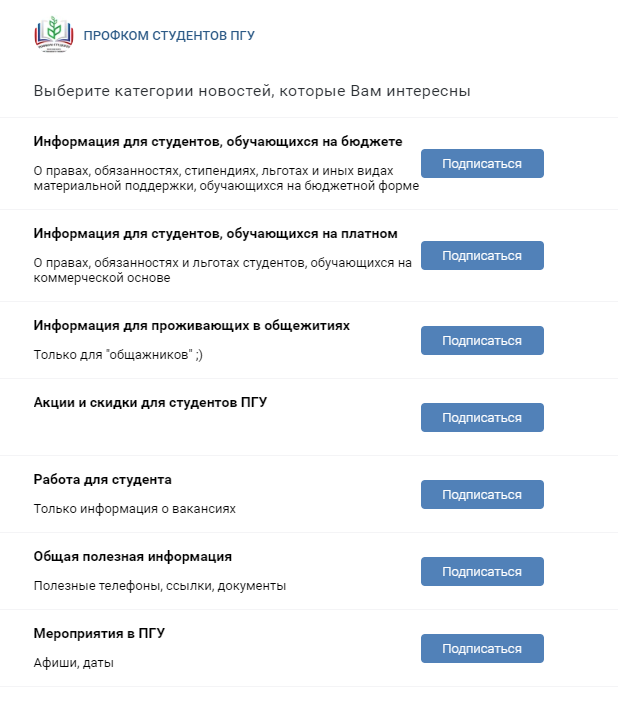 ПРОФКОМ СТУДЕНТОВ ПГУ
Выберите категории новостей, которые Вам интересны
Информация для студентов, обучающихся на бюджете
О правах, обязанностях, стипендиях, льготах и иных видах
материальной поддержки, обучающихся на бюджетной форме
Подписаться
Информация для студентов, обучающихся на платном
О правах, обязанностях и льготах студентов, обучающихся на
коммерческой основе
Подписаться
Информация для проживающих в общежитиях
Только для "общажников" ;)
Подписаться
Акции и скидки для студентов ПГУ
Подписаться
Работа для студента
Только информация о вакансиях
Подписаться
Общая полезная информация
Полезные телефоны, ссылки, документы
Подписаться
Мероприятия в ПГУ
Афиши, даты
Подписаться